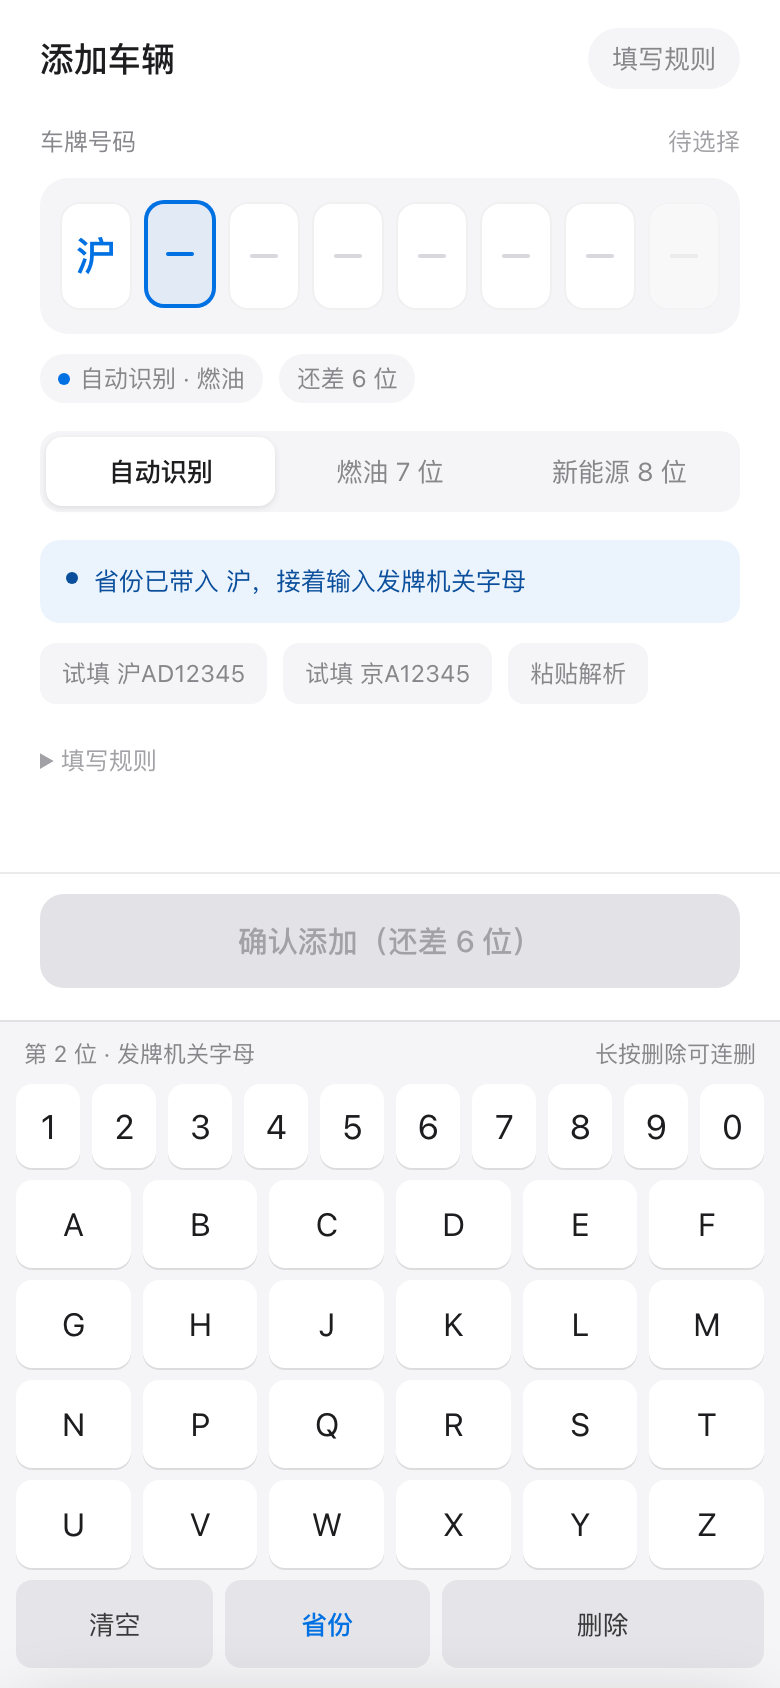 添加车辆 填写规则
车牌号码 待选择
沪
自动识别 · 燃油 还差 6 位
自动识别 燃油 7 位 新能源 8 位
省份已带入 沪，接着输入发牌机关字母
试填 沪AD12345 试填 京A12345 粘贴解析
▶ 填写规则
确认添加（还差 6 位）
第 2 位 · 发牌机关字母 长按删除可连删
1 2 3 4 5 6 7 8 9 0
A B C D E F
G H J K L M
N P Q R S T
U V W X Y Z
清空 省份 删除